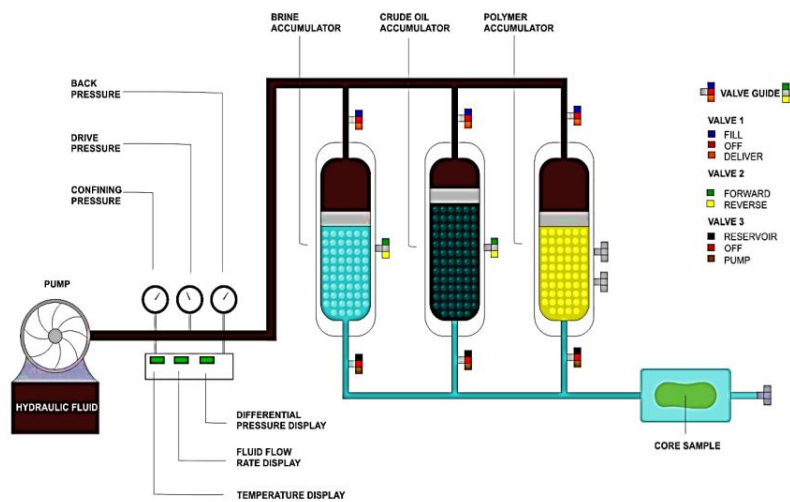 BRINE
ACCUMULATOR
CRUDE OIL
ACCUMULATOR
POLYMER
ACCUMULATOR
BACK
PRESSURE
DRIVE
PRESSURE
CONFINING
PRESSURE
PUMP
HYDRAULIC FLUID
VALVE GUIDE
VALVE 1
FILL
OFF
DELIVER
VALVE 2
FORWARD
REVERSE
VALVE 3
RESERVOIR
OFF
PUMP
DIFFERENTIAL
PRESSURE DISPLAY
FLUID FLOW
RATE DISPLAY
TEMPERATURE DISPLAY
CORE SAMPLE